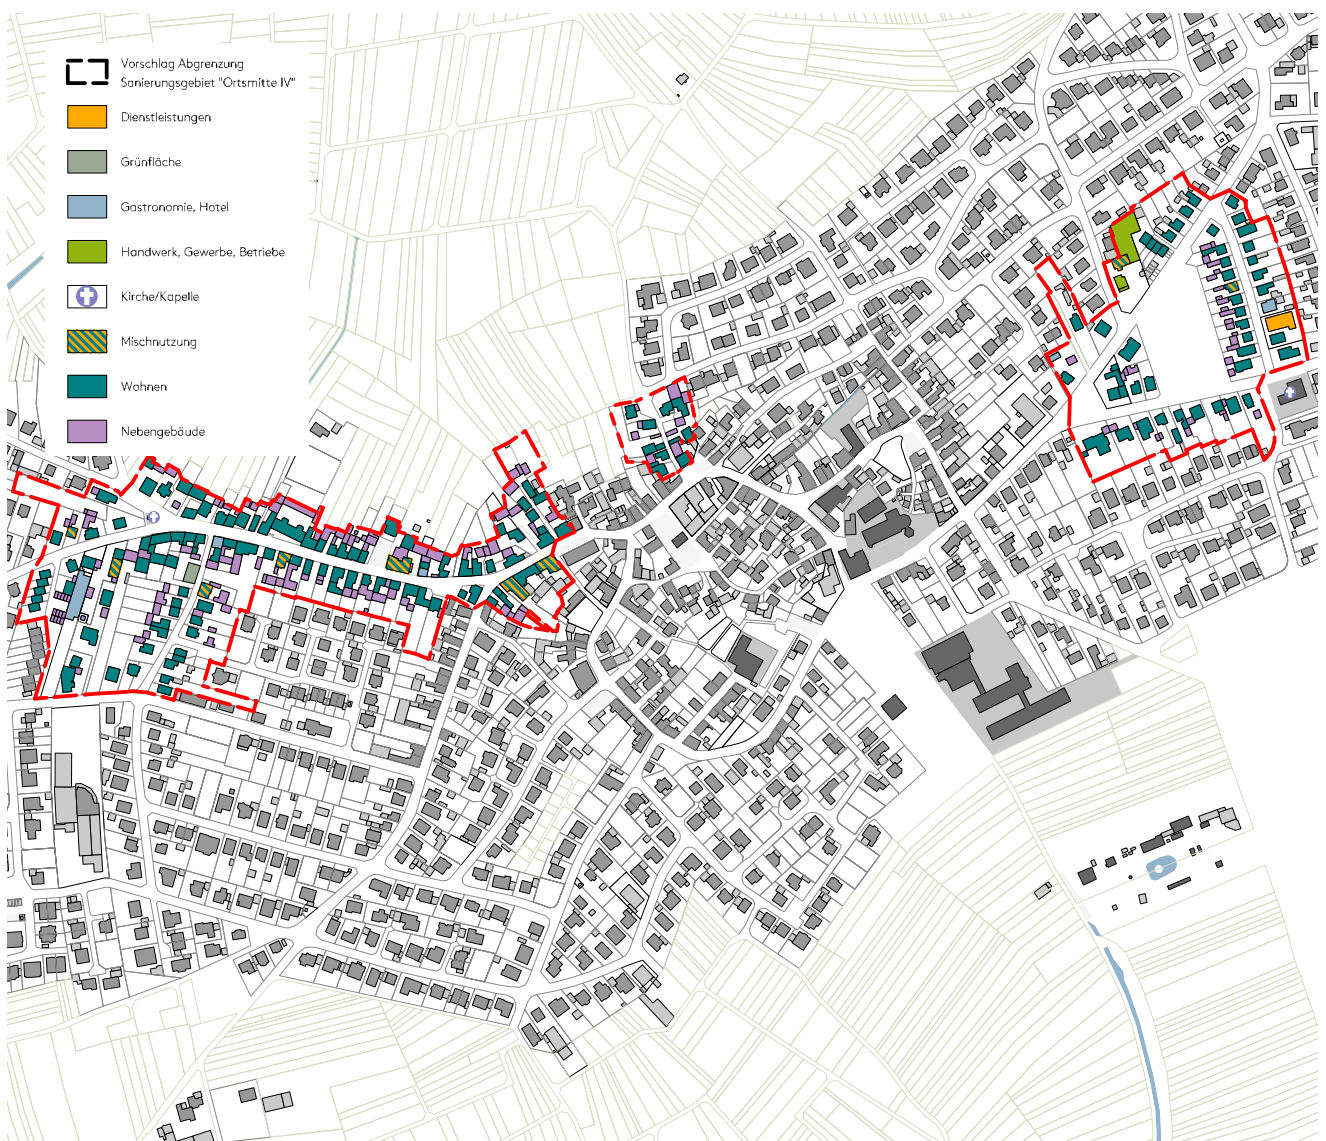 Vorschlag Abgrenzung
Sanierungsgebiet "Ortsmitte IV"
Dienstleistungen
Grünfläche
Gastronomie, Hotel
Handwerk, Gewerbe, Betriebe
Kirche/Kapelle
Mischnutzung
Wohnen
Nebengebäude